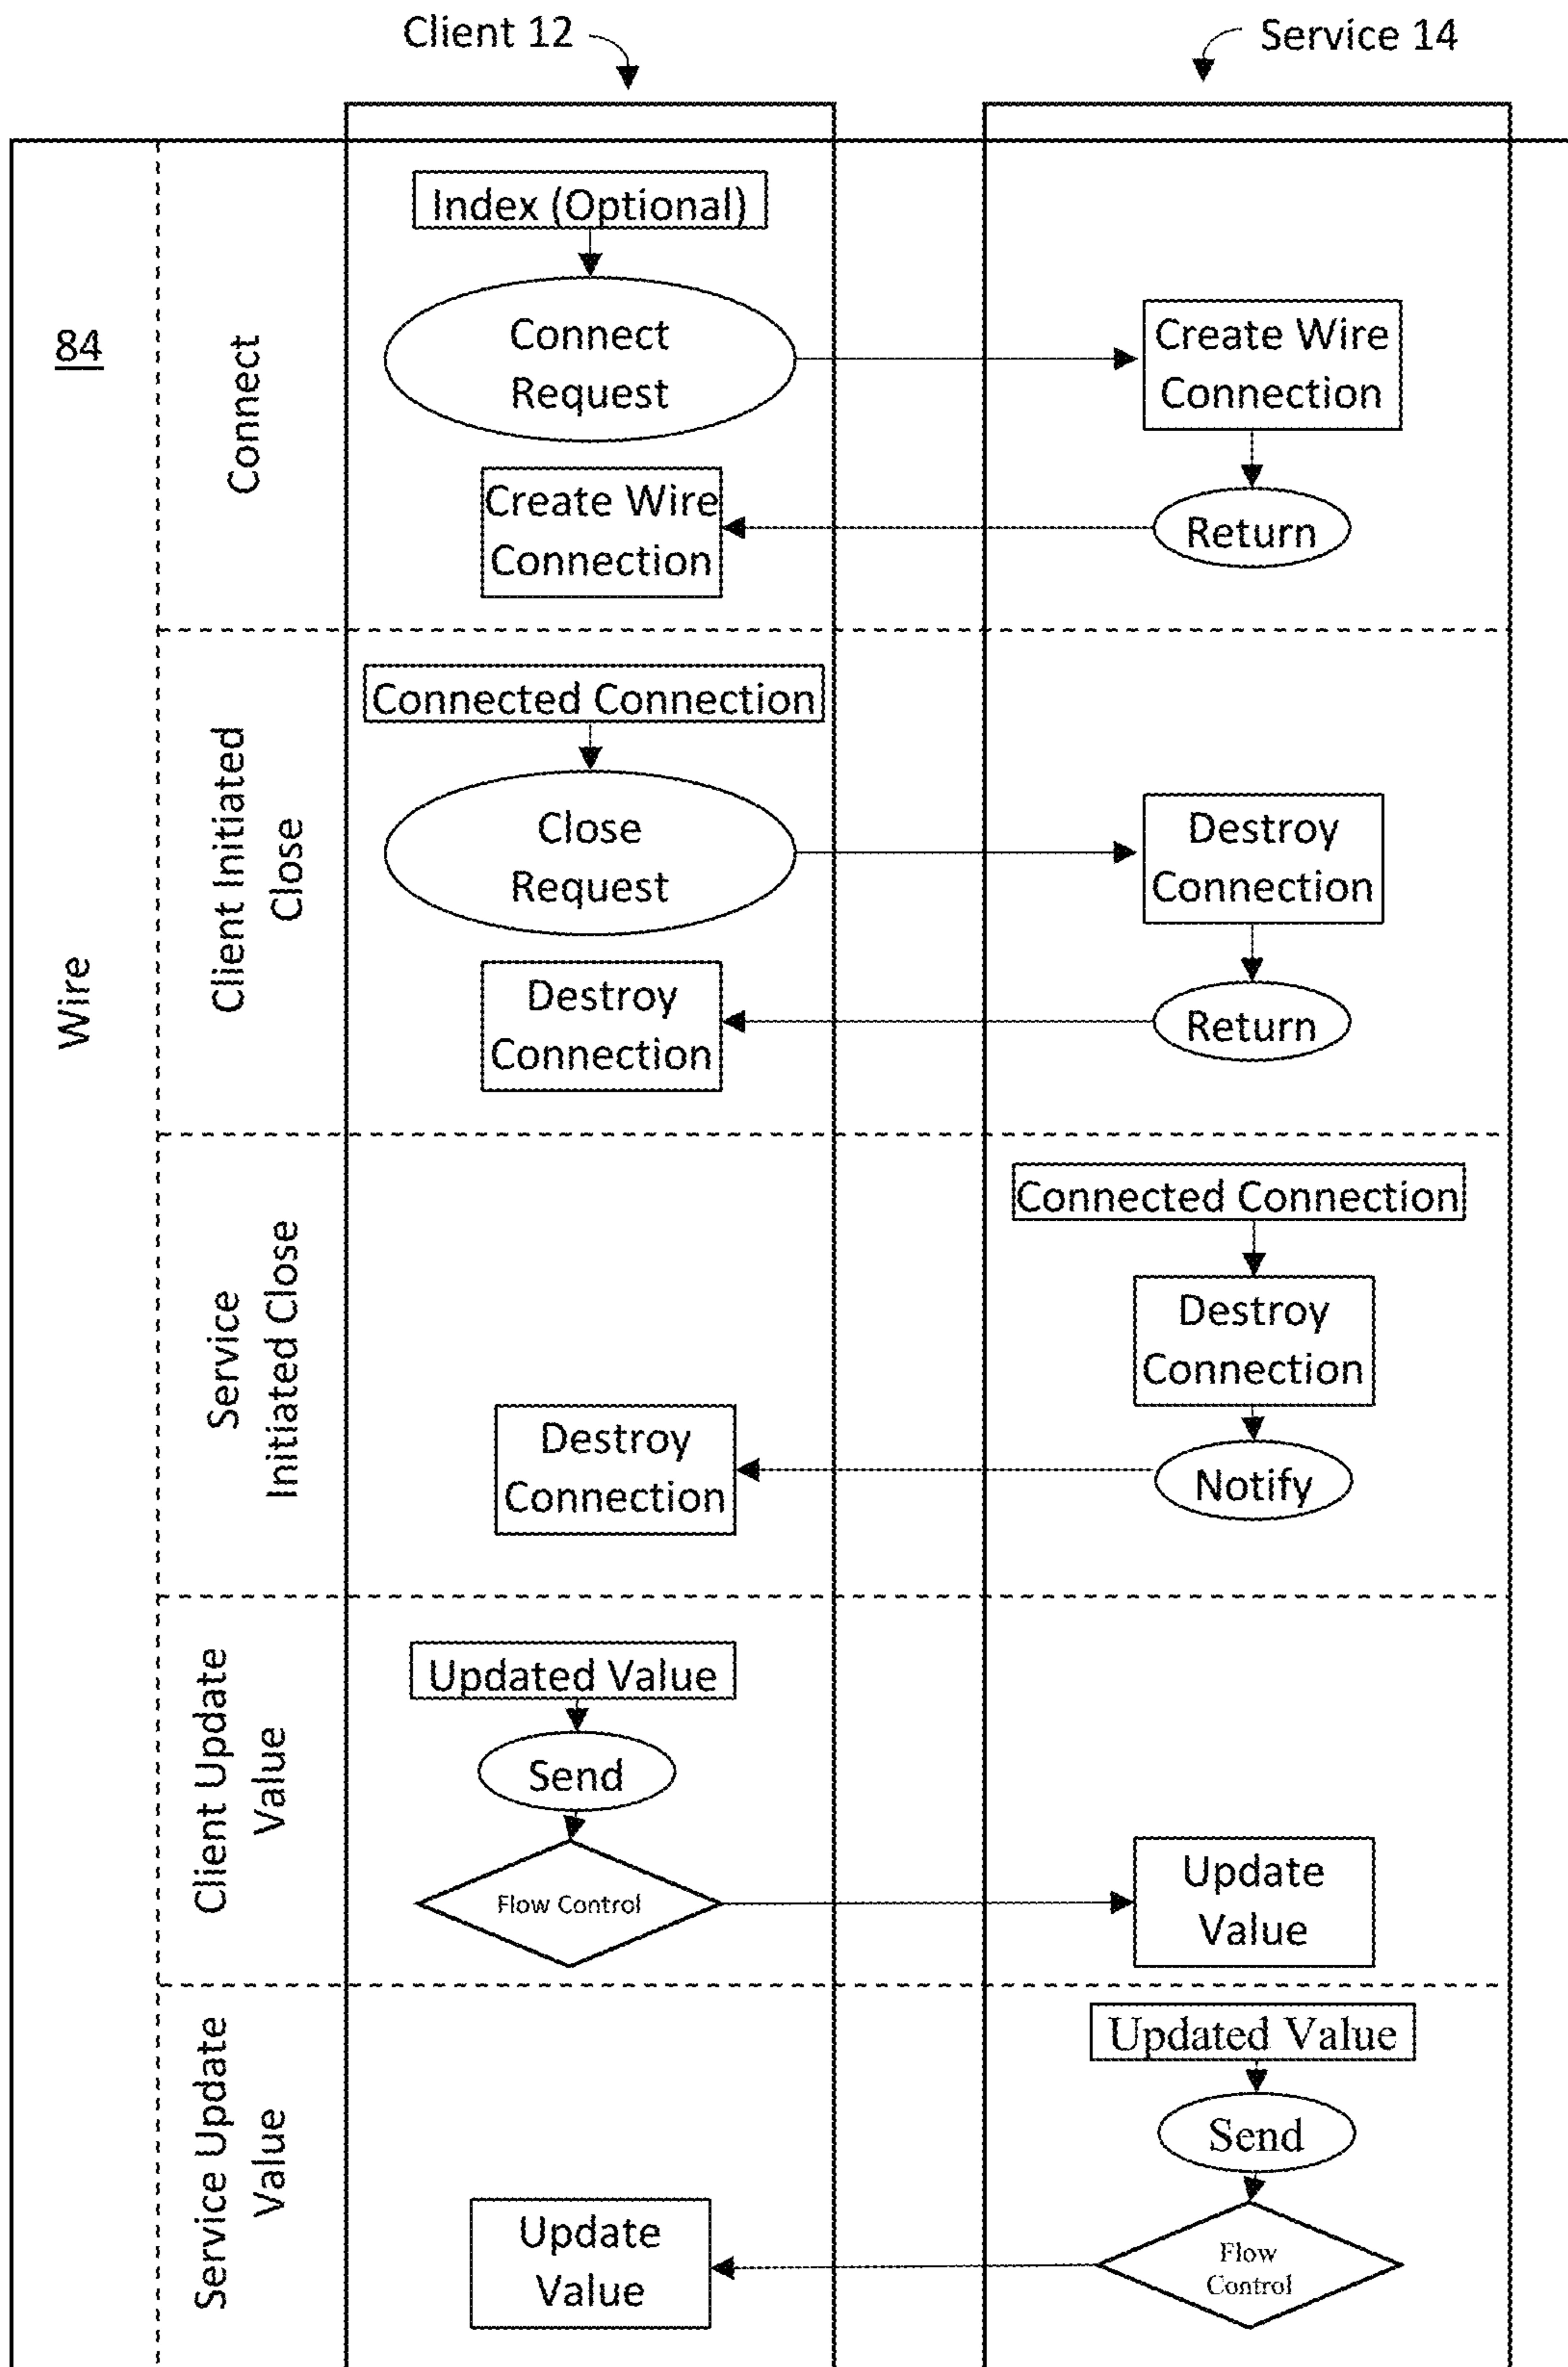 Client 12
Service 14
84
Wire
Connect
Index (Optional)
Connect
Request
Create Wire
Connection
Return
Create Wire
Connection
Client Initiated
Close
Connected Connection
Close
Request
Destroy
Connection
Return
Destroy
Connection
Service
Initiated Close
Connected Connection
Destroy
Connection
Notify
Destroy
Connection
Client Update
Value
Updated Value
Send
Flow Control
Update
Value
Service Update
Value
Updated Value
Send
Flow
Control
Update
Value